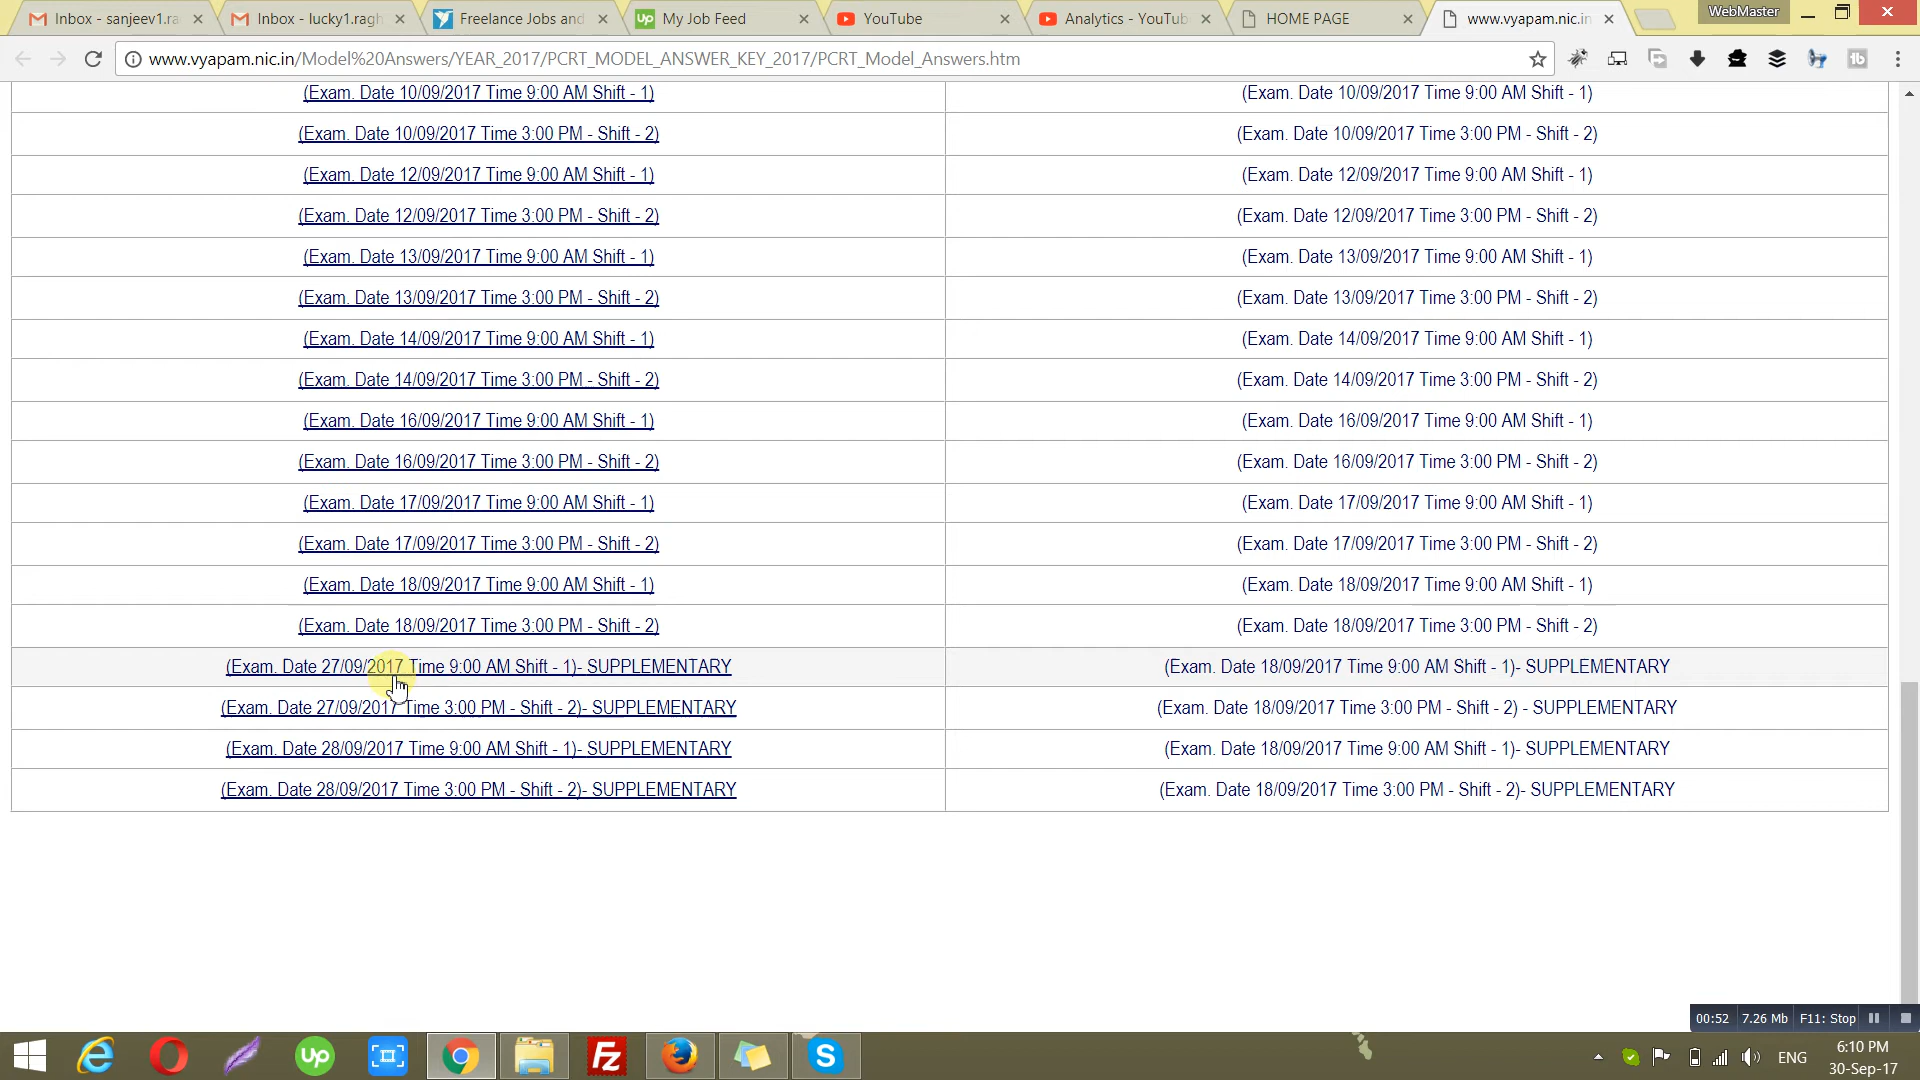 Inbox - sanjeev1.ra
Inbox - lucky1.ragh
Freelance Jobs and
My Job Feed
YouTube
Analytics - YouTub
HOME PAGE
www.vyapam.nic.in
WebMaster
www.vyapam.nic.in/Model%20Answers/YEAR_2017/PCRT_MODEL_ANSWER_KEY_2017/PCRT_Model_Answers.htm
(Exam. Date 10/09/2017 Time 9:00 AM Shift - 1) (Exam. Date 10/09/2017 Time 9:00 AM Shift - 1)
(Exam. Date 10/09/2017 Time 3:00 PM - Shift - 2) (Exam. Date 10/09/2017 Time 3:00 PM - Shift - 2)
(Exam. Date 12/09/2017 Time 9:00 AM Shift - 1) (Exam. Date 12/09/2017 Time 9:00 AM Shift - 1)
(Exam. Date 12/09/2017 Time 3:00 PM - Shift - 2) (Exam. Date 12/09/2017 Time 3:00 PM - Shift - 2)
(Exam. Date 13/09/2017 Time 9:00 AM Shift - 1) (Exam. Date 13/09/2017 Time 9:00 AM Shift - 1)
(Exam. Date 13/09/2017 Time 3:00 PM - Shift - 2) (Exam. Date 13/09/2017 Time 3:00 PM - Shift - 2)
(Exam. Date 14/09/2017 Time 9:00 AM Shift - 1) (Exam. Date 14/09/2017 Time 9:00 AM Shift - 1)
(Exam. Date 14/09/2017 Time 3:00 PM - Shift - 2) (Exam. Date 14/09/2017 Time 3:00 PM - Shift - 2)
(Exam. Date 16/09/2017 Time 9:00 AM Shift - 1) (Exam. Date 16/09/2017 Time 9:00 AM Shift - 1)
(Exam. Date 16/09/2017 Time 3:00 PM - Shift - 2) (Exam. Date 16/09/2017 Time 3:00 PM - Shift - 2)
(Exam. Date 17/09/2017 Time 9:00 AM Shift - 1) (Exam. Date 17/09/2017 Time 9:00 AM Shift - 1)
(Exam. Date 17/09/2017 Time 3:00 PM - Shift - 2) (Exam. Date 17/09/2017 Time 3:00 PM - Shift - 2)
(Exam. Date 18/09/2017 Time 9:00 AM Shift - 1) (Exam. Date 18/09/2017 Time 9:00 AM Shift - 1)
(Exam. Date 18/09/2017 Time 3:00 PM - Shift - 2) (Exam. Date 18/09/2017 Time 3:00 PM - Shift - 2)
(Exam. Date 27/09/2017 Time 9:00 AM Shift - 1)- SUPPLEMENTARY (Exam. Date 18/09/2017 Time 9:00 AM Shift - 1)- SUPPLEMENTARY
(Exam. Date 27/09/2017 Time 3:00 PM - Shift - 2)- SUPPLEMENTARY (Exam. Date 18/09/2017 Time 3:00 PM - Shift - 2) - SUPPLEMENTARY
(Exam. Date 28/09/2017 Time 9:00 AM Shift - 1)- SUPPLEMENTARY (Exam. Date 18/09/2017 Time 9:00 AM Shift - 1)- SUPPLEMENTARY
(Exam. Date 28/09/2017 Time 3:00 PM - Shift - 2)- SUPPLEMENTARY (Exam. Date 18/09/2017 Time 3:00 PM - Shift - 2)- SUPPLEMENTARY
00:52 7.26 Mb F11: Stop
ENG
6:10 PM
30-Sep-17